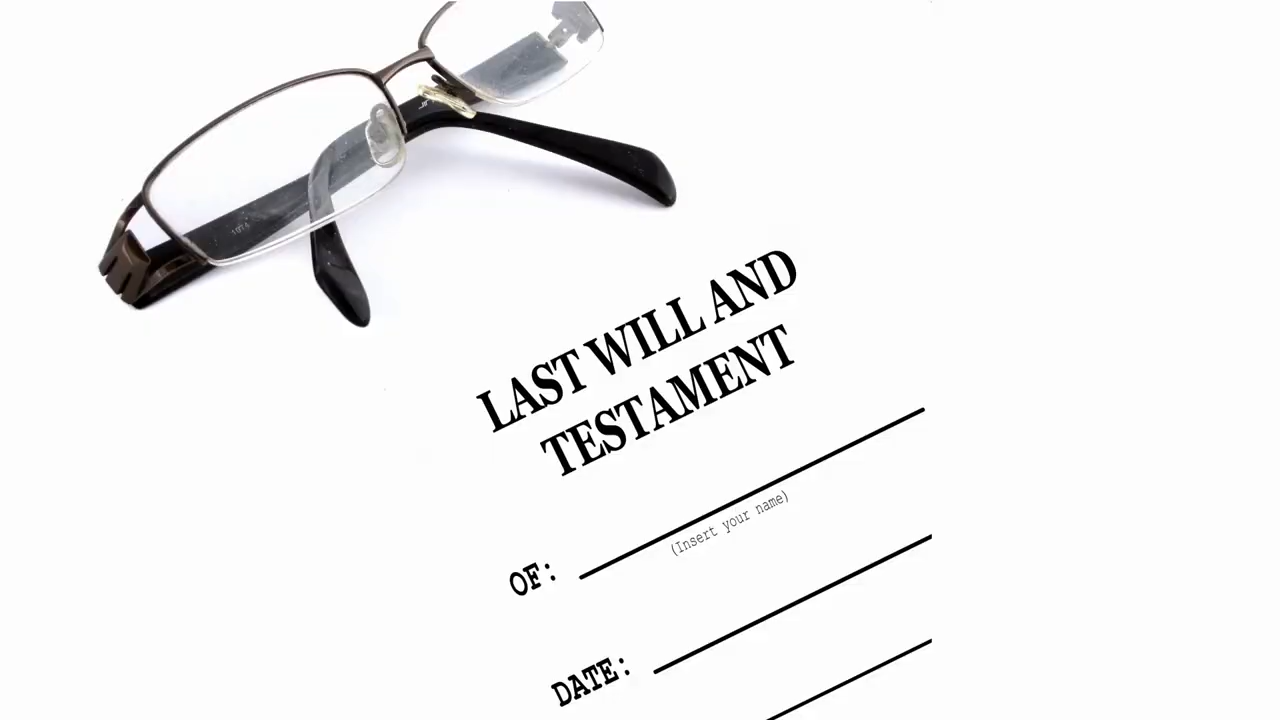 LAST WILL AND
TESTAMENT
(Insert your name)
OF:
DATE: